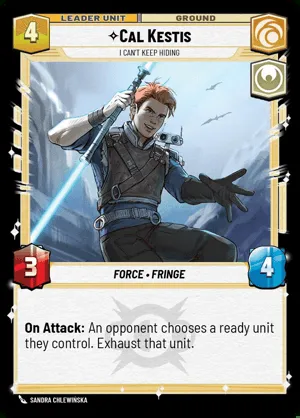 LEADER UNIT
GROUND
4
✧CAL KESTIS
I CAN'T KEEP HIDING
3
FORCE • FRINGE
4
On Attack: An opponent chooses a ready unit
they control. Exhaust that unit.
SANDRA CHLEWIŃSKA